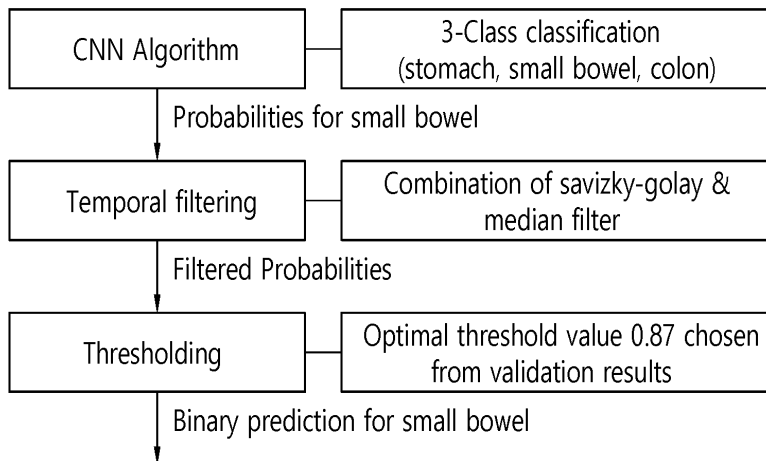 CNN Algorithm
3-Class classification
(stomach, small bowel, colon)
Probabilities for small bowel
Temporal filtering
Combination of savizky-golay &
median filter
Filtered Probabilities
Thresholding
Optimal threshold value 0.87 chosen
from validation results
Binary prediction for small bowel